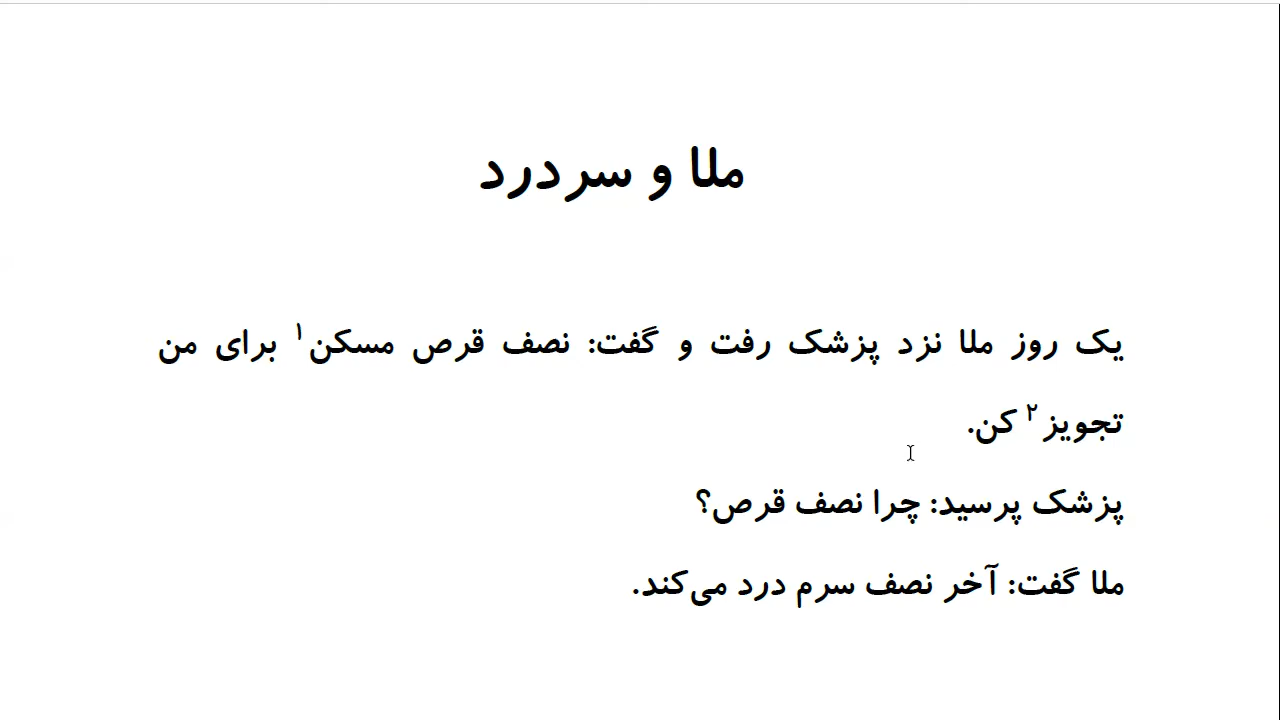 ملا و سردرد
یک روز ملا نزد پزشک رفت و گفت: نصف قرص مسکن۱ برای من
تجویز۲ کن.
پزشک پرسید: چرا نصف قرص؟
ملا گفت: آخر نصف سرم درد می‌کند.